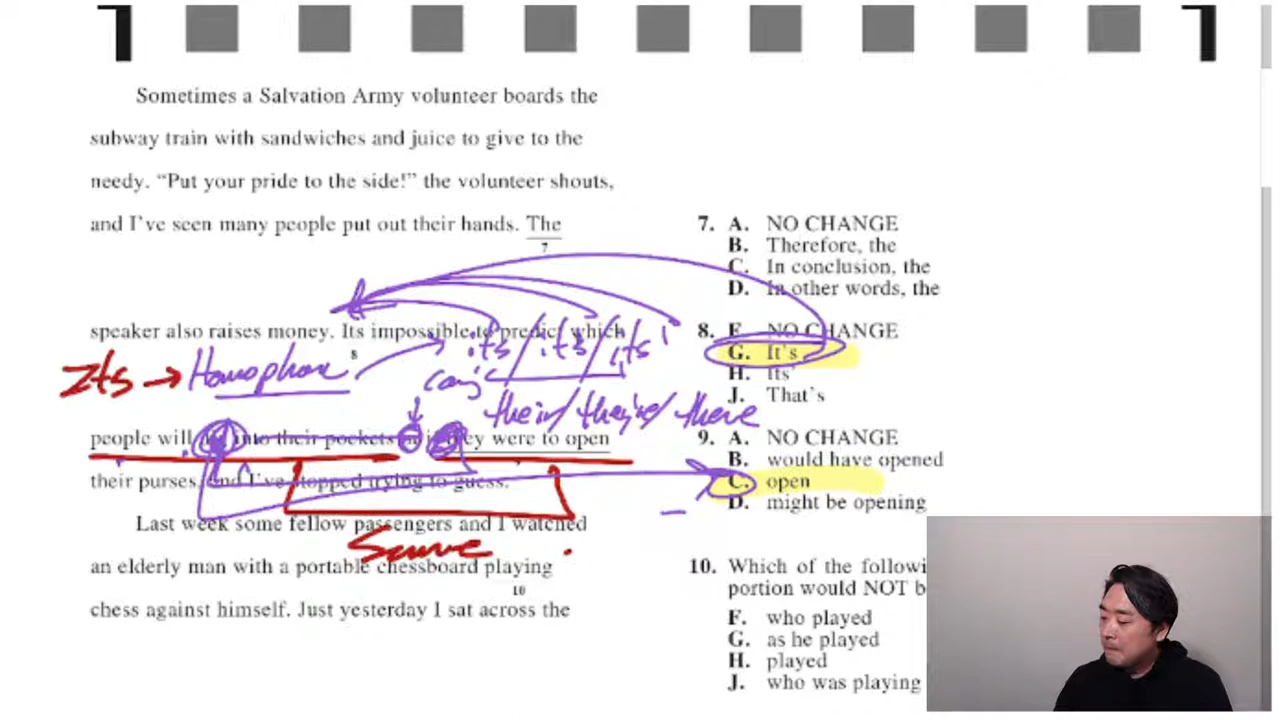 1 1
Sometimes a Salvation Army volunteer boards the
subway train with sandwiches and juice to give to the
needy. “Put your pride to the side!” the volunteer shouts,
and I’ve seen many people put out their hands. The
7
speaker also raises money. Its impossible to predict which
8
Its → Homophone its / it's / its'
their / they're / there
people will into their pockets they were to open
their purses, and I’ve stopped trying to guess.
Last week some fellow passengers and I watched
Same
an elderly man with a portable chessboard playing
10
chess against himself. Just yesterday I sat across the
7. A. NO CHANGE
B. Therefore, the
C. In conclusion, the
D. In other words, the
8. F. NO CHANGE
G. It’s
H. Its’
J. That’s
9. A. NO CHANGE
B. would have opened
C. open
D. might be opening
10. Which of the followi
portion would NOT b
F. who played
G. as he played
H. played
J. who was playing